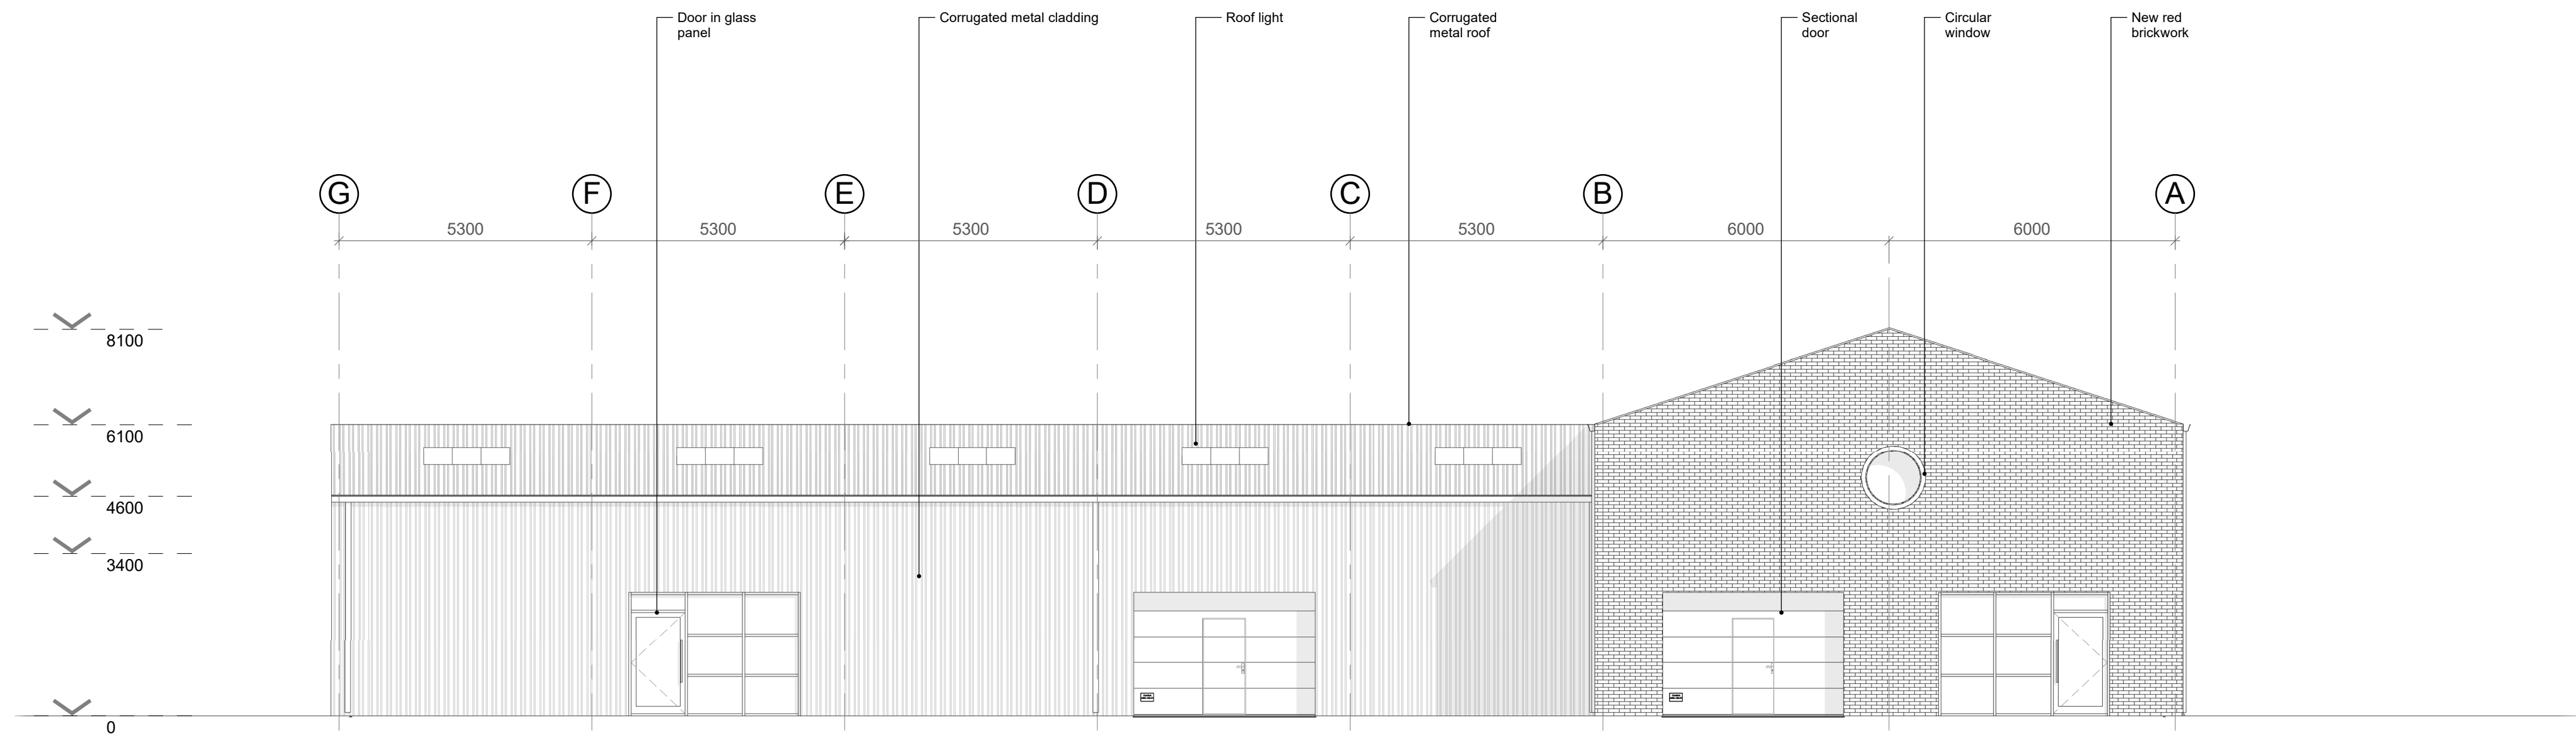 Door in glass
panel
Corrugated metal cladding
Roof light
Corrugated
metal roof
Sectional
door
Circular
window
New red
brickwork
G
F
E
D
C
B
A
5300
5300
5300
5300
5300
6000
6000
8100
6100
4600
3400
0